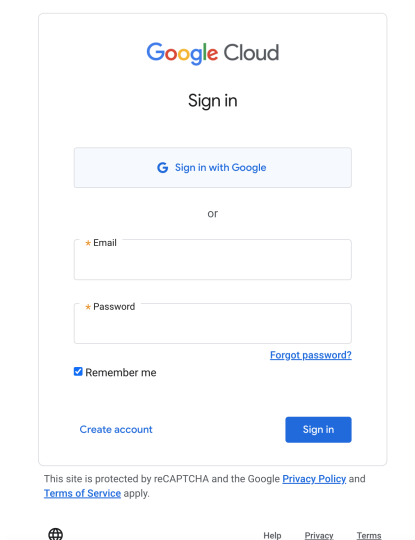 Google Cloud
Sign in
Sign in with Google
or
* Email
* Password
Forgot password?
Remember me
Create account
Sign in
This site is protected by reCAPTCHA and the Google Privacy Policy and
Terms of Service apply.
Help Privacy Terms